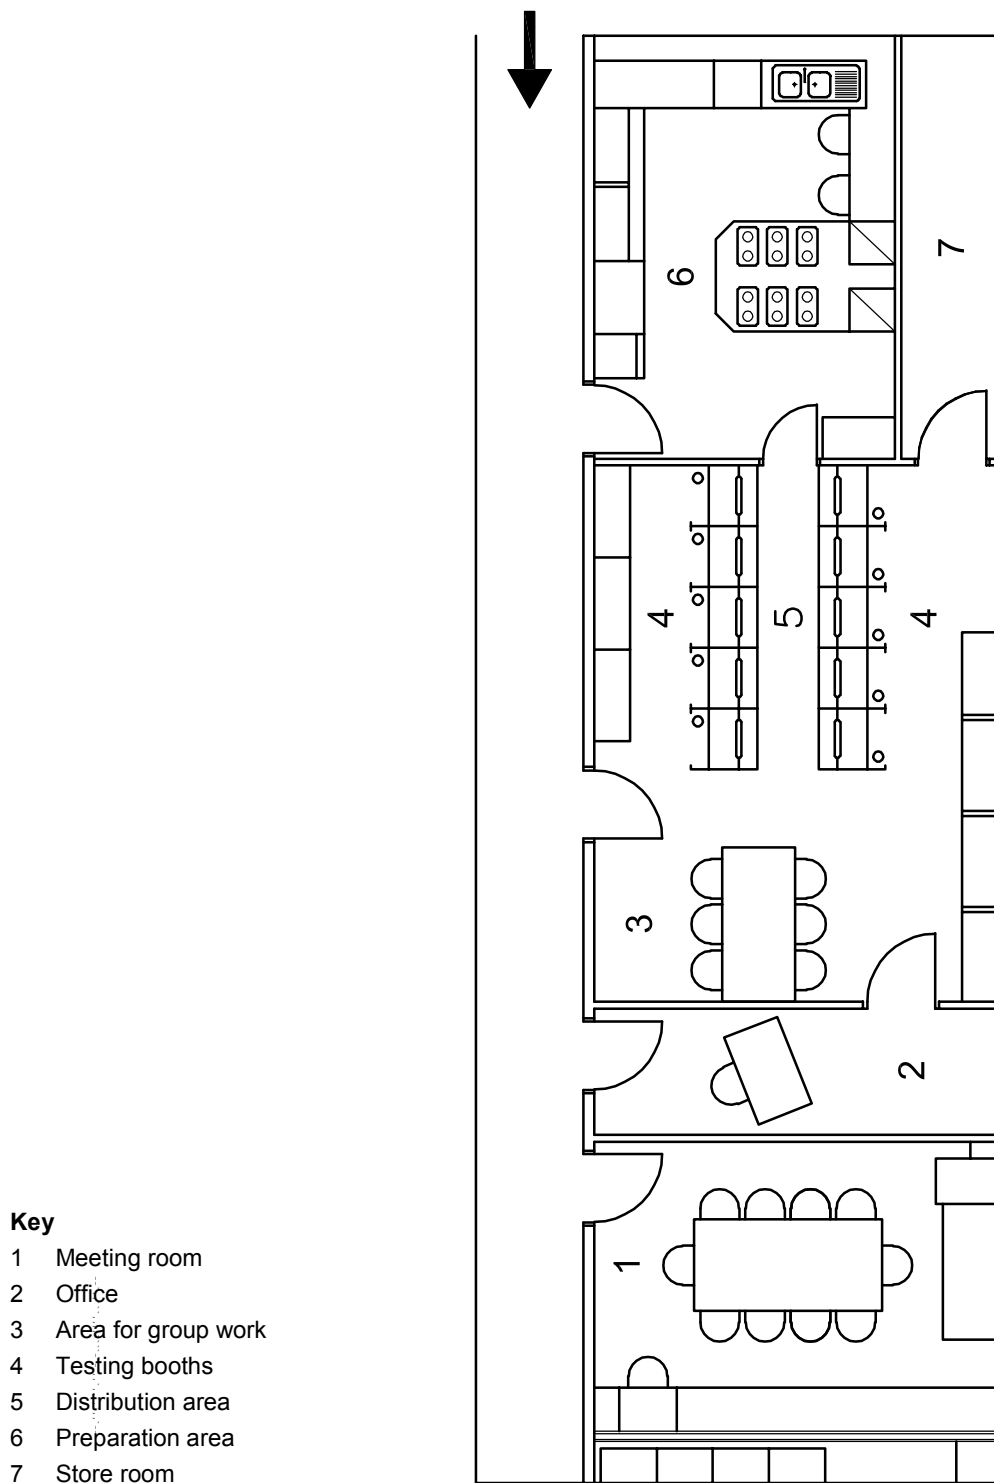 7
6
4
5
4
3
2
1
Key
1 Meeting room
2 Office
3 Area for group work
4 Testing booths
5 Distribution area
6 Preparation area
7 Store room